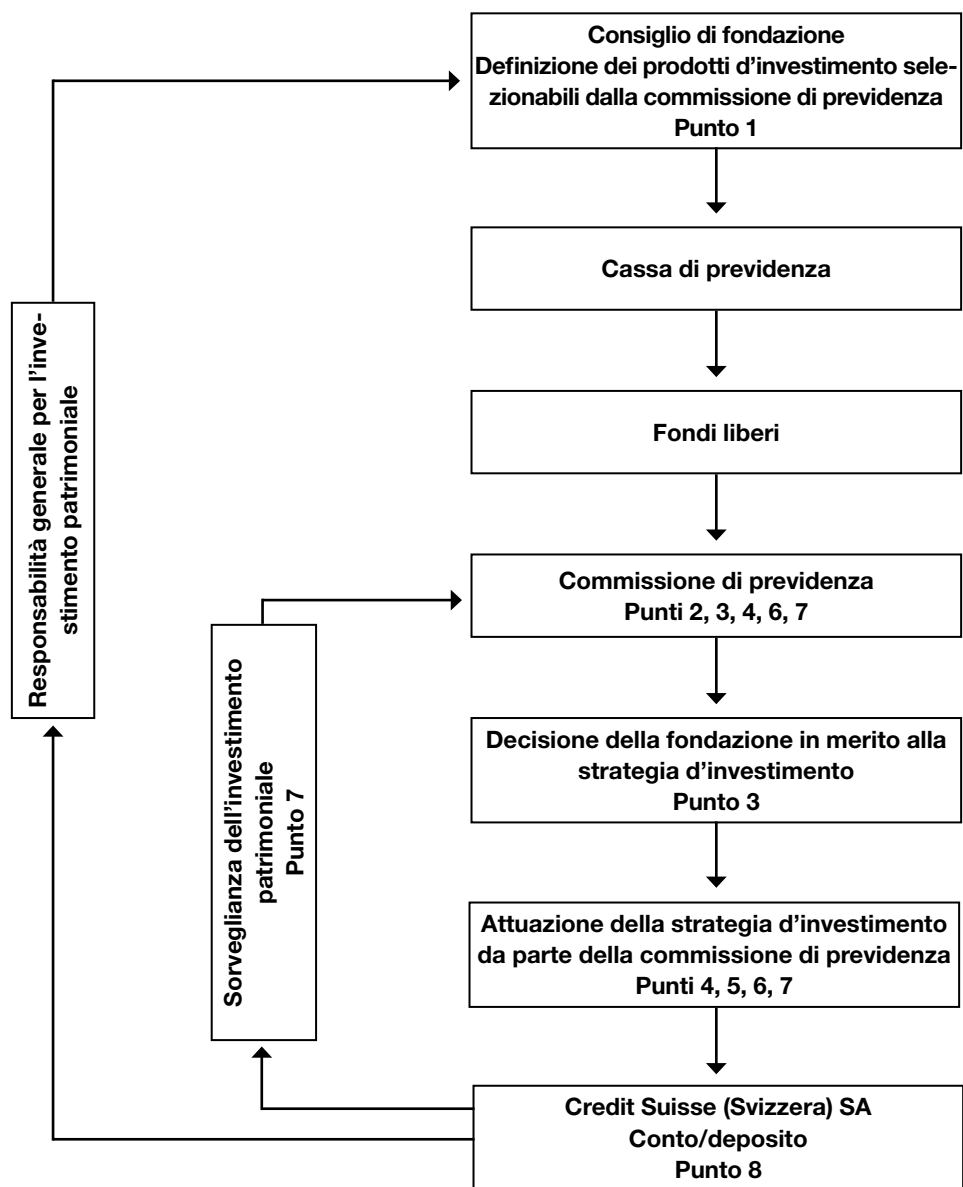 Consiglio di fondazione
Definizione dei prodotti d'investimento sele-
zionabili dalla commissione di previdenza
Punto 1
Cassa di previdenza
Fondi liberi
Commissione di previdenza
Punti 2, 3, 4, 6, 7
Decisione della fondazione in merito alla
strategia d'investimento
Punto 3
Attuazione della strategia d'investimento
da parte della commissione di previdenza
Punti 4, 5, 6, 7
Credit Suisse (Svizzera) SA
Conto/deposito
Punto 8
Sorveglianza dell'investimento
patrimoniale
Punto 7
Responsabilità generale per l'inve-
stimento patrimoniale